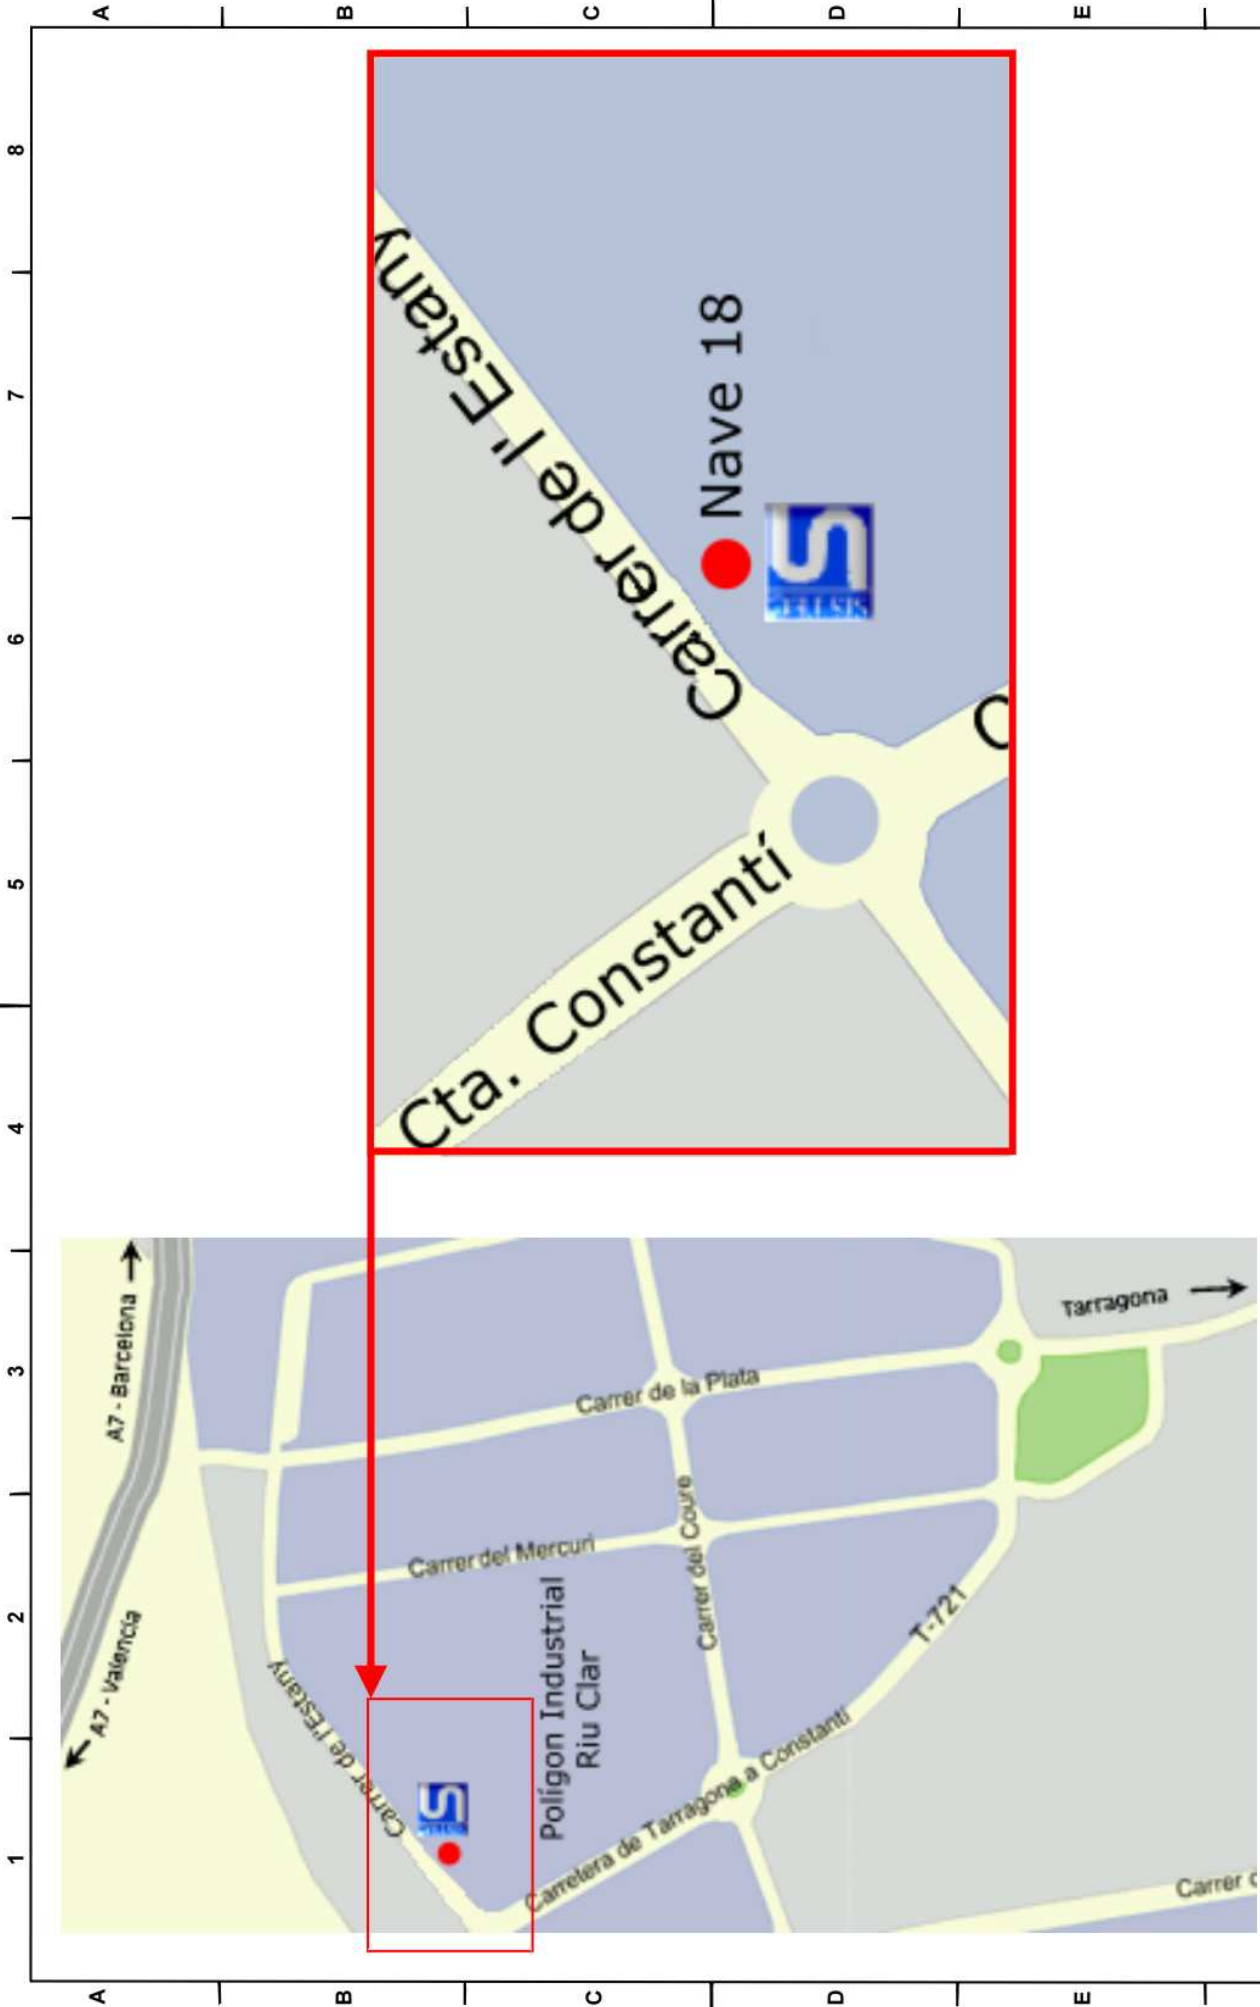 1 2 3 4 5 6 7 8
A A
B B
C C
D D
E E
A7 - Valencia
A7 - Barcelona
Carrer de l'Estany
Carrer del Mercuri
Carrer de la Plata
Polígon Industrial
Riu Clar
Carrer del Coure
Carretera de Tarragona a Constantí
T-721
Tarragona
Carrer
Carrer de l'Estany
Nave 18
Cta. Constantí
C